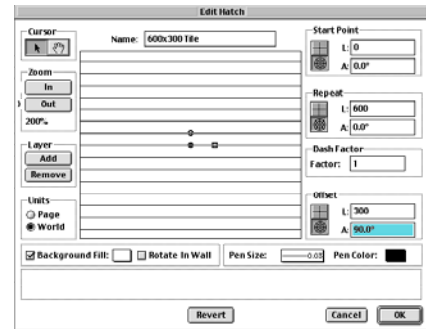 Edit Hatch
Cursor
Name: 600x300 Tile
Zoom
In
Out
200%
Layer
Add
Remove
Units
Page
World
Start Point
L: 0
A: 0.0°
Repeat
L: 600
A: 0.0°
Dash Factor
Factor: 1
Offset
L: 300
A: 90.0°
Background Fill: Rotate In Wall Pen Size: 0.03 Pen Color:
Revert Cancel OK